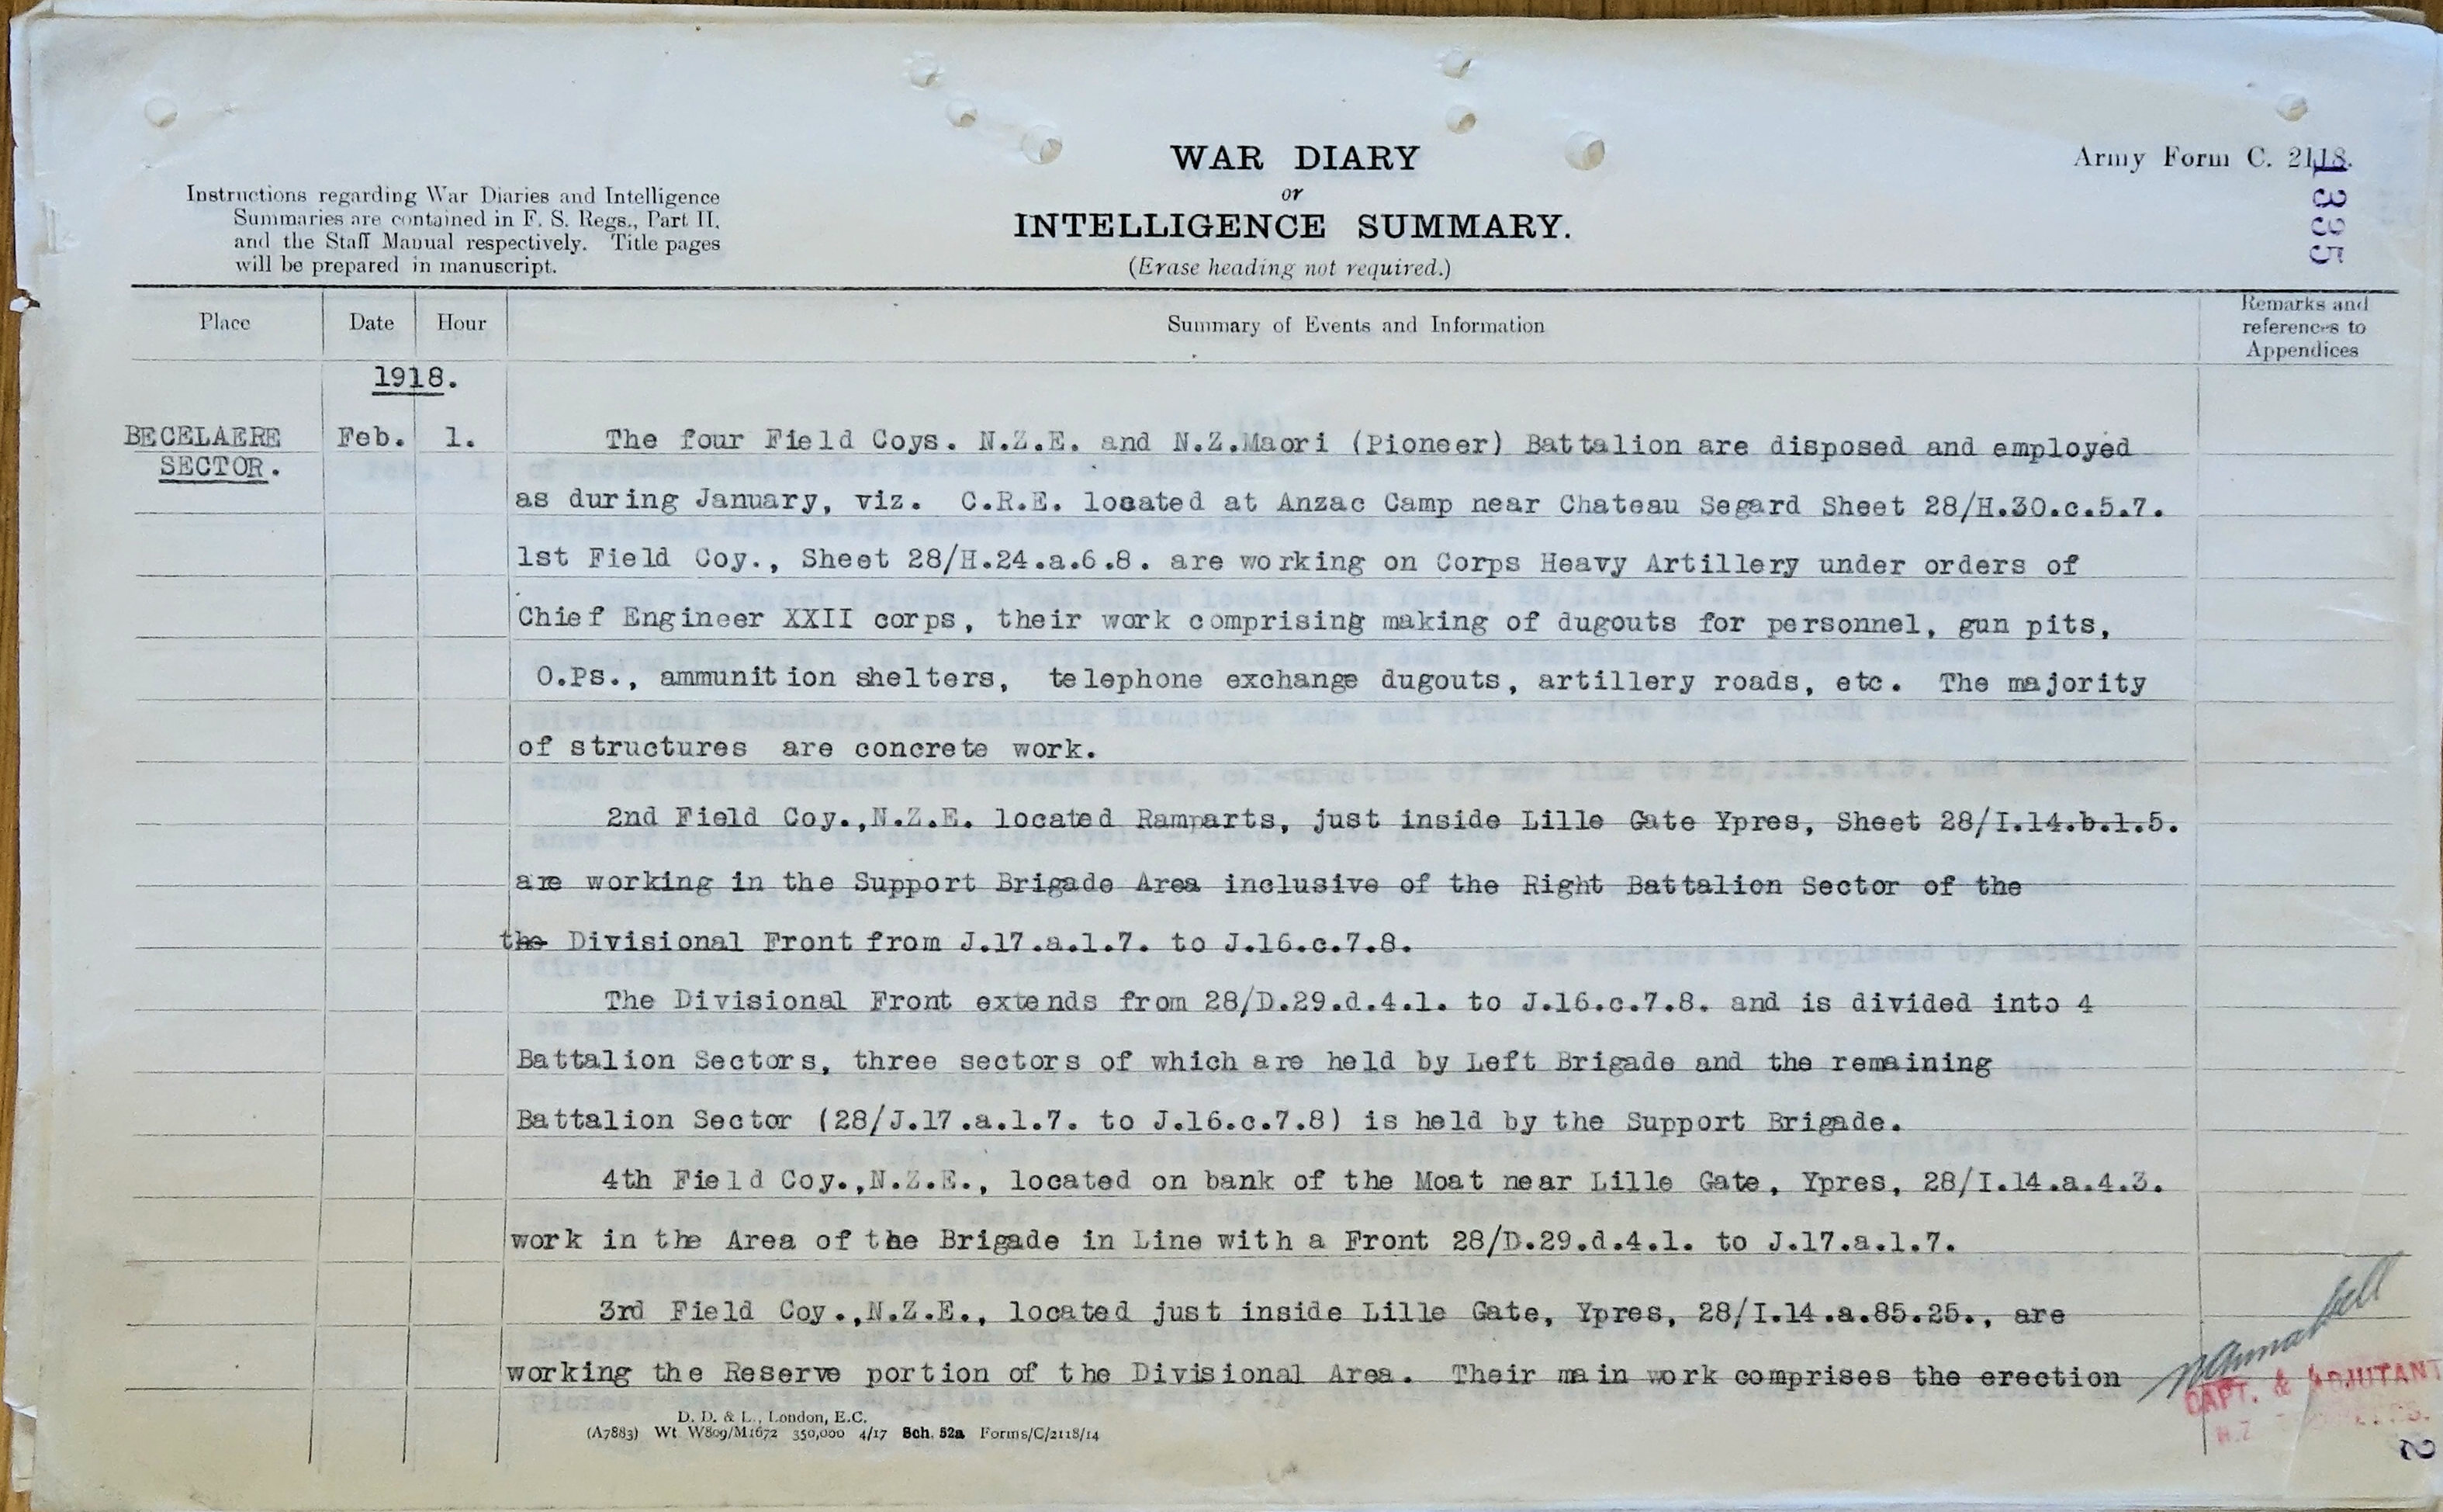 WAR DIARY
or
INTELLIGENCE SUMMARY.
(Erase heading not required.)
Army Form C. 2118.
1335
Instructions regarding War Diaries and Intelligence
Summaries are contained in F. S. Regs., Part II.
and the Staff Manual respectively. Title pages
will be prepared in manuscript.
Place
Date
Hour
Summary of Events and Information
Remarks and
references to
Appendices
1918.
BECELAERE
SECTOR.
Feb. 1.
The four Field Coys. N.Z.E. and N.Z.Maori (Pioneer) Battalion are disposed and employed
as during January, viz. C.R.E. located at Anzac Camp near Chateau Segard Sheet 28/H.30.c.5.7.
1st Field Coy., Sheet 28/H.24.a.6.8. are working on Corps Heavy Artillery under orders of
Chief Engineer XXII corps, their work comprising making of dugouts for personnel, gun pits,
O.Ps., ammunition shelters, telephone exchange dugouts, artillery roads, etc. The majority
of structures are concrete work.
2nd Field Coy.,N.Z.E. located Ramparts, just inside Lille Gate Ypres, Sheet 28/I.14.b.1.5.
are working in the Support Brigade Area inclusive of the Right Battalion Sector of the
the Divisional Front from J.17.a.1.7. to J.16.c.7.8.
The Divisional Front extends from 28/D.29.d.4.1. to J.16.c.7.8. and is divided into 4
Battalion Sectors, three sectors of which are held by Left Brigade and the remaining
Battalion Sector (28/J.17.a.1.7. to J.16.c.7.8) is held by the Support Brigade.
4th Field Coy.,N.Z.E., located on bank of the Moat near Lille Gate, Ypres, 28/I.14.a.4.3.
work in the Area of the Brigade in Line with a Front 28/D.29.d.4.1. to J.17.a.1.7.
3rd Field Coy.,N.Z.E., located just inside Lille Gate, Ypres, 28/I.14.a.85.25., are
working the Reserve portion of the Divisional Area. Their main work comprises the erection
CAPT. & ADJUTANT
N.Z.
2
D. D. & L., London, E.C.
(A7883) Wt. W809/M1672 350,000 4/17 Sch. 52a Forms/C/2118/14